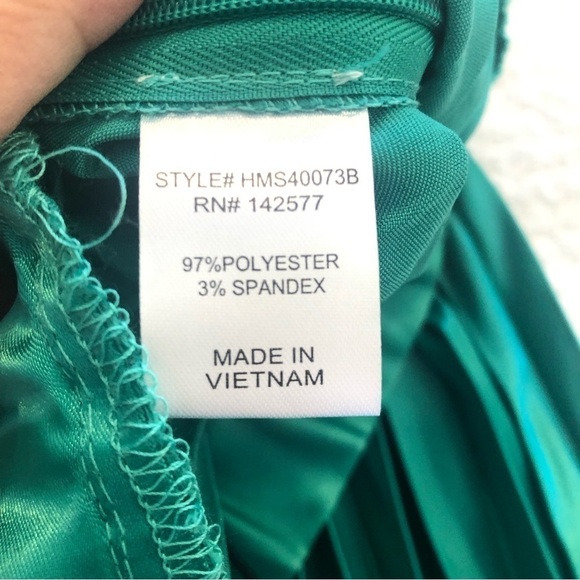 STYLE# HMS40073B
RN# 142577
97%POLYESTER
3% SPANDEX
MADE IN
VIETNAM